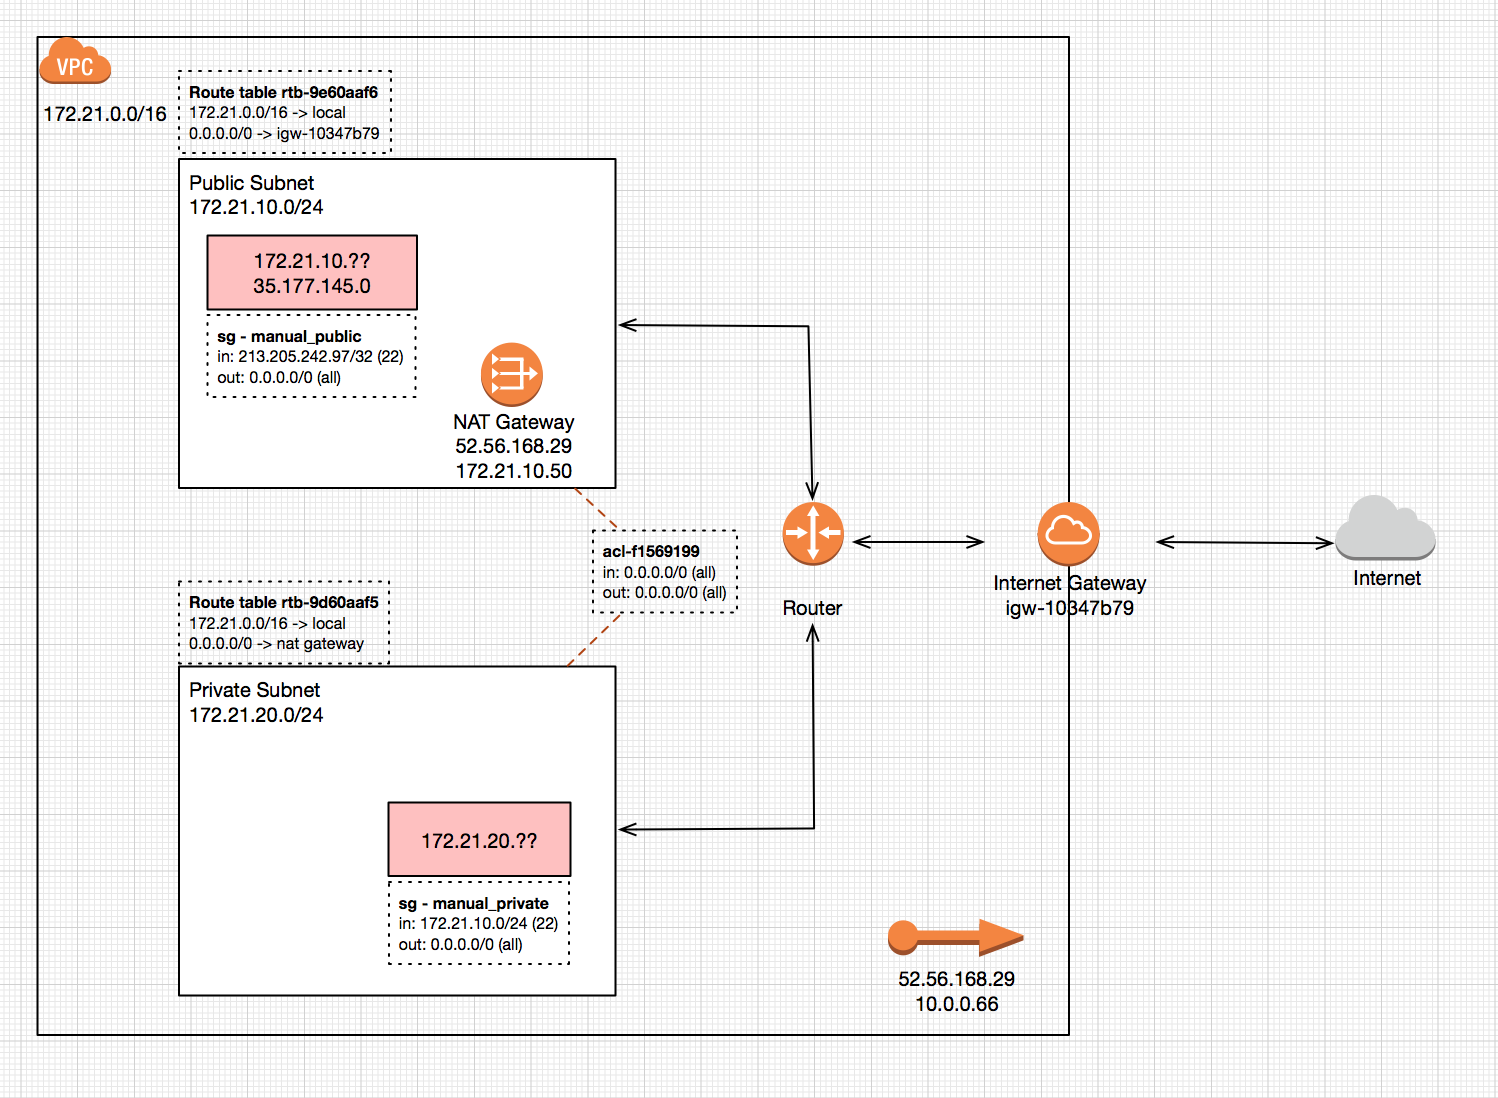 VPC
172.21.0.0/16
Route table rtb-9e60aaf6
172.21.0.0/16 -> local
0.0.0.0/0 -> igw-10347b79
Public Subnet
172.21.10.0/24
172.21.10.??
35.177.145.0
sg - manual_public
in: 213.205.242.97/32 (22)
out: 0.0.0.0/0 (all)
NAT Gateway
52.56.168.29
172.21.10.50
acl-f1569199
in: 0.0.0.0/0 (all)
out: 0.0.0.0/0 (all)
Router
Internet Gateway
igw-10347b79
Internet
Route table rtb-9d60aaf5
172.21.0.0/16 -> local
0.0.0.0/0 -> nat gateway
Private Subnet
172.21.20.0/24
172.21.20.??
sg - manual_private
in: 172.21.10.0/24 (22)
out: 0.0.0.0/0 (all)
52.56.168.29
10.0.0.66